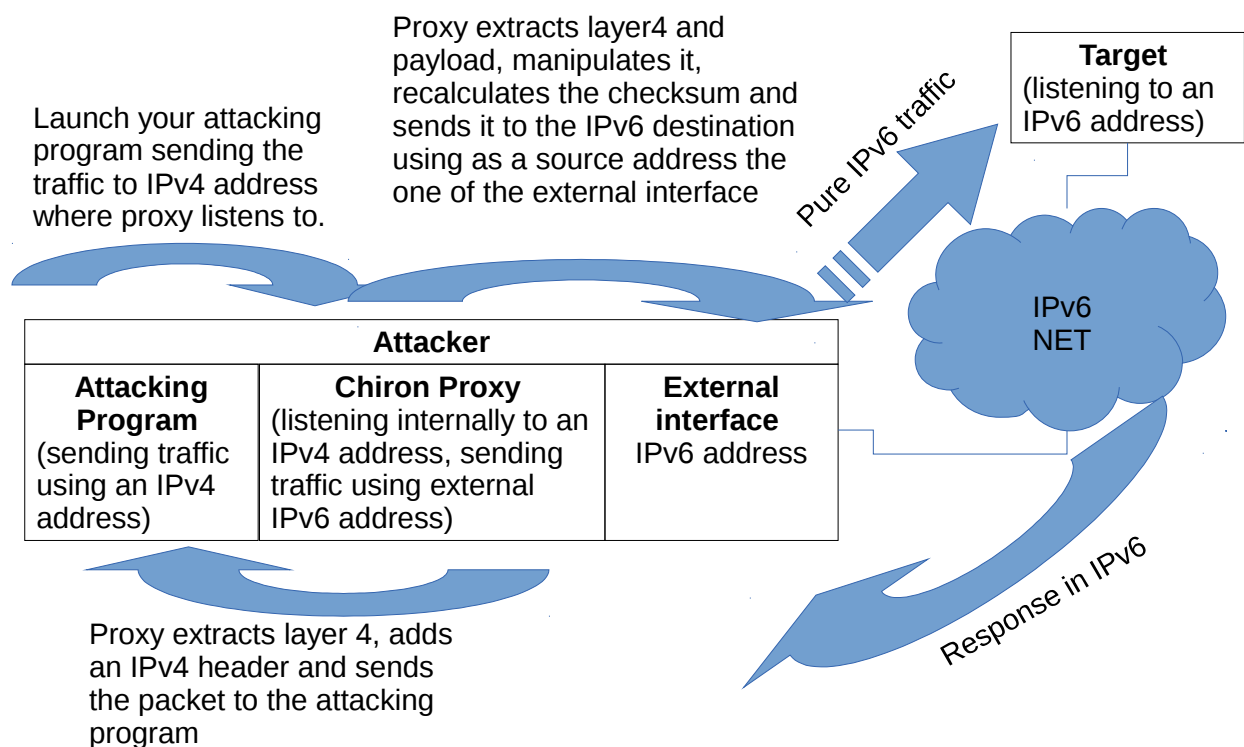 Proxy extracts layer4 and
payload, manipulates it,
recalculates the checksum and
sends it to the IPv6 destination
using as a source address the
one of the external interface
Launch your attacking
program sending the
traffic to IPv4 address
where proxy listens to.
Pure IPv6 traffic
Target
(listening to an
IPv6 address)
IPv6
NET
Attacker
Attacking
Program
(sending traffic
using an IPv4
address)
Chiron Proxy
(listening internally to an
IPv4 address, sending
traffic using external
IPv6 address)
External
interface
IPv6 address
Response in IPv6
Proxy extracts layer 4, adds
an IPv4 header and sends
the packet to the attacking
program